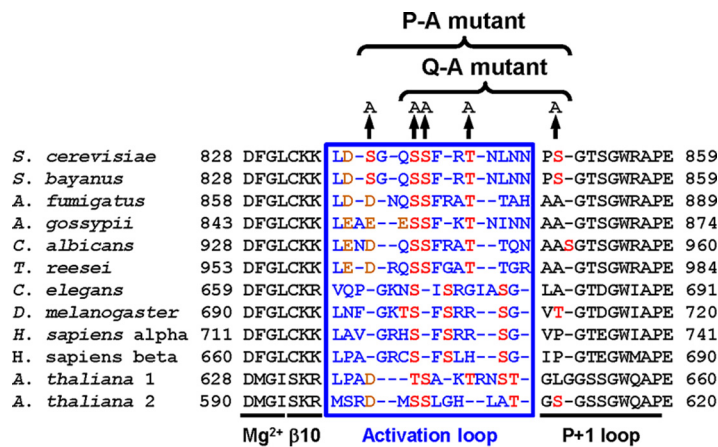 P-A mutant
Q-A mutant
A AA A A
S. cerevisiae 828 DFGLCKK LD-SG-QSSF-RT-NLNN PS-GTSGWRAPE 859
S. bayanus 828 DFGLCKK LD-SG-QSSF-RT-NLNN PS-GTSGWRAPE 859
A. fumigatus 858 DFGLCKK LD-D-NQSSFRAT--TAH AA-GTSGWRAPE 889
A. gossypii 843 DFGLCKK LEAE-ESSF-KT-NINN AA-GTSGWRAPE 874
C. albicans 928 DFGLCKK LEND-QSSFRAT--TQN AASGTSGWRAPE 960
T. reesei 953 DFGLCKK LE-D-RQSSFGAT--TGR AA-GTSGWRAPE 984
C. elegans 659 DFGLCKR VQP-GKNS-ISRGIASG- LA-GTDGWIAPE 691
D. melanogaster 690 DFGLCKK LNF-GKTS-FSRR--SG- VT-GTEGWIAPE 720
H. sapiens alpha 711 DFGLCKK LAV-GRHS-FSRR--SG- VP-GTEGWIAPE 741
H. sapiens beta 660 DFGLCKK LPA-GRCS-FSLH--SG- IP-GTEGWMAPE 690
A. thaliana 1 628 DMGISKR LPAD--TSA-KTRNST- GLGGSSGWQAPE 660
A. thaliana 2 590 DMGISKK MSRD--MSSLGH--LAT- GS-GSSGWQAPE 620
Mg²⁺ β10 Activation loop P+1 loop